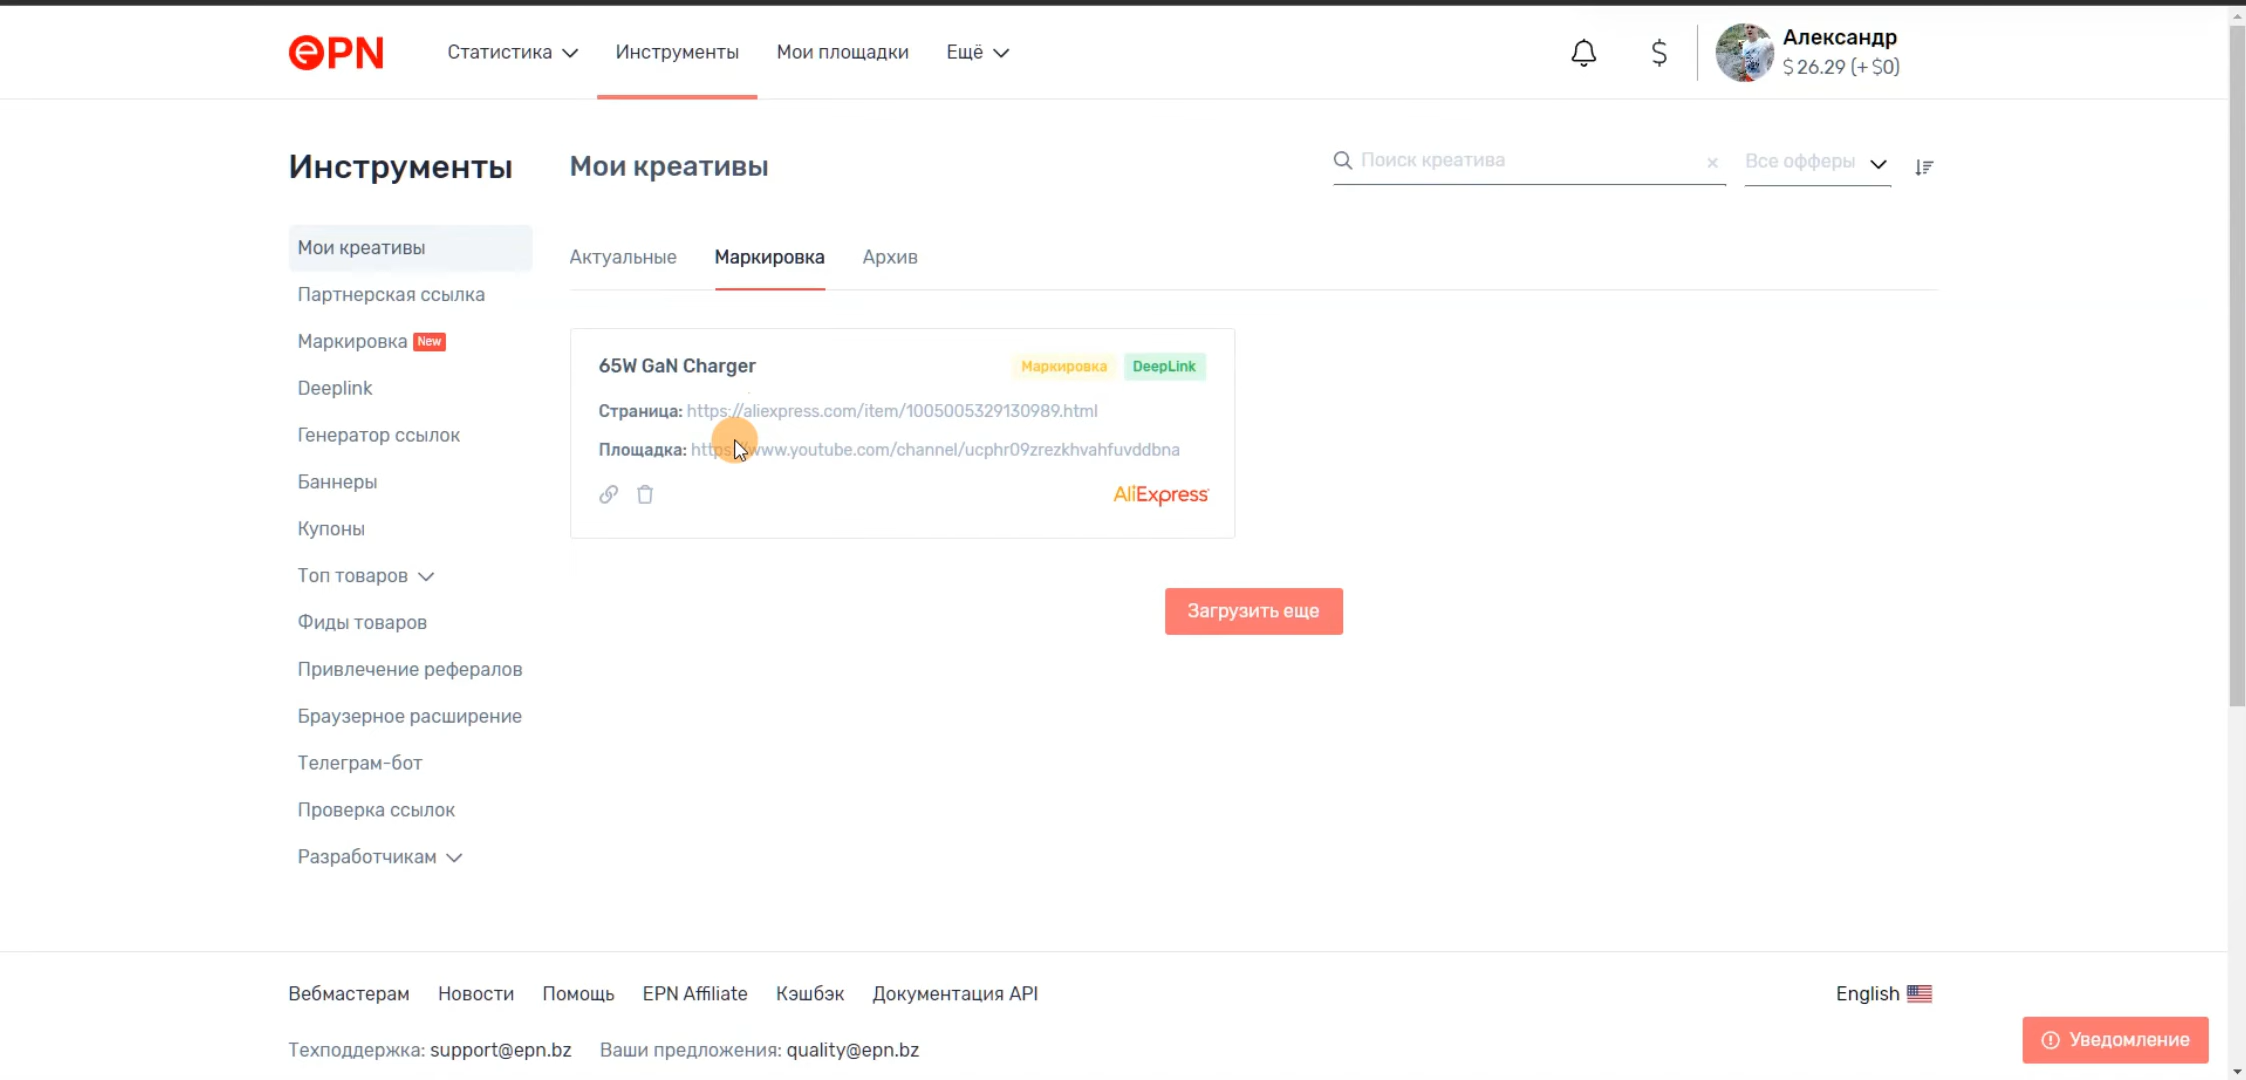 ePN
Статистика Инструменты Мои площадки Ещё
Александр
$ 26.29 (+ $0)
Инструменты
Мои креативы
Поиск креатива
Все офферы
Мои креативы
Партнерская ссылка
Маркировка New
Deeplink
Генератор ссылок
Баннеры
Купоны
Топ товаров
Фиды товаров
Привлечение рефералов
Браузерное расширение
Телеграм-бот
Проверка ссылок
Разработчикам
Актуальные Маркировка Архив
65W GaN Charger Маркировка DeepLink
Страница: https://aliexpress.com/item/1005005329130989.html
Площадка: https://www.youtube.com/channel/ucphr09zrezkhvahfuvddbna
AliExpress
Загрузить еще
Вебмастерам Новости Помощь EPN Affiliate Кэшбэк Документация API
English
Техподдержка: support@epn.bz Ваши предложения: quality@epn.bz
Уведомление